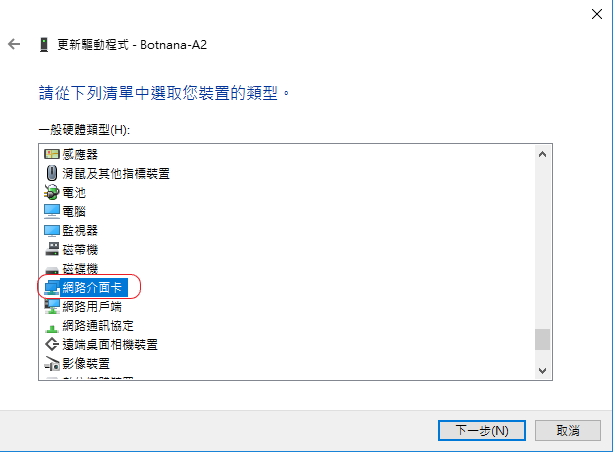 更新驅動程式 - Botnana-A2
請從下列清單中選取您裝置的類型。
一般硬體類型(H):
感應器
滑鼠及其他指標裝置
電池
電腦
監視器
磁帶機
磁碟機
網路介面卡
網路用戶端
網路通訊協定
遠端桌面相機裝置
影像裝置
下一步(N)
取消